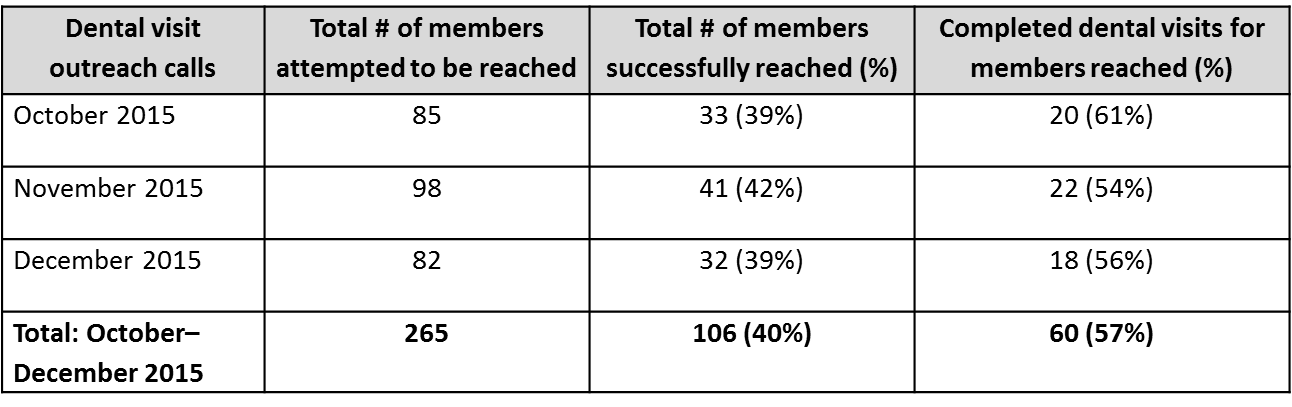 Dental visit outreach calls | Total # of members attempted to be reached | Total # of members successfully reached (%) | Completed dental visits for members reached (%)
October 2015 | 85 | 33 (39%) | 20 (61%)
November 2015 | 98 | 41 (42%) | 22 (54%)
December 2015 | 82 | 32 (39%) | 18 (56%)
Total: October–December 2015 | 265 | 106 (40%) | 60 (57%)